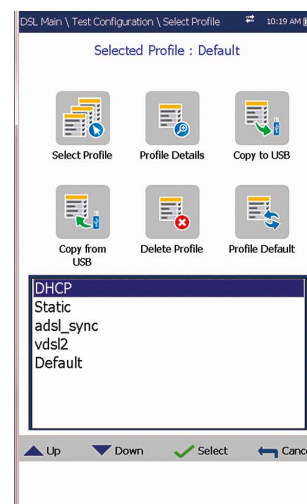 DSL Main \ Test Configuration \ Select Profile 10:19 AM
Selected Profile : Default
Select Profile Profile Details Copy to USB
Copy from
USB
Delete Profile Profile Default
DHCP
Static
adsl_sync
vdsl2
Default
Up Down Select Canc